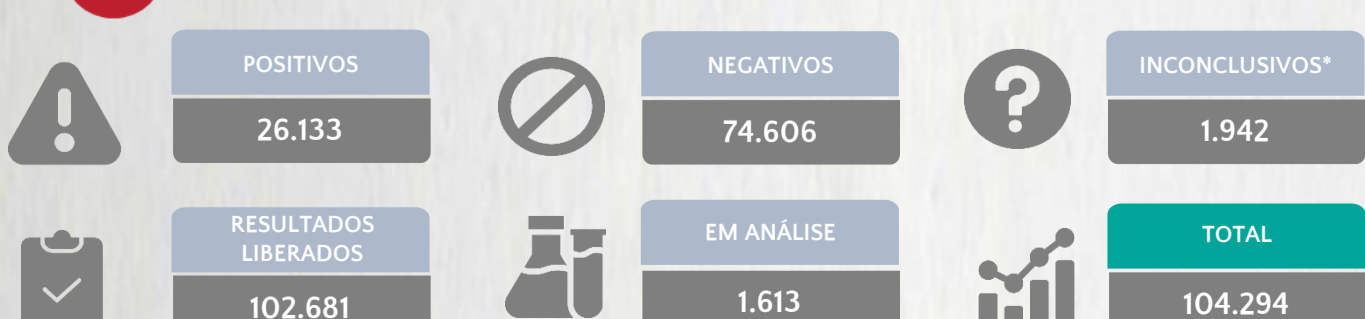 POSITIVOS
26.133
NEGATIVOS
74.606
INCONCLUSIVOS*
1.942
RESULTADOS
LIBERADOS
102.681
EM ANÁLISE
1.613
TOTAL
104.294